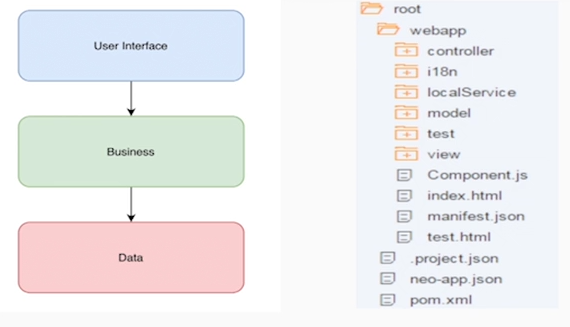 User Interface
Business
Data
root
webapp
controller
i18n
localService
model
test
view
Component.js
index.html
manifest.json
test.html
.project.json
neo-app.json
pom.xml